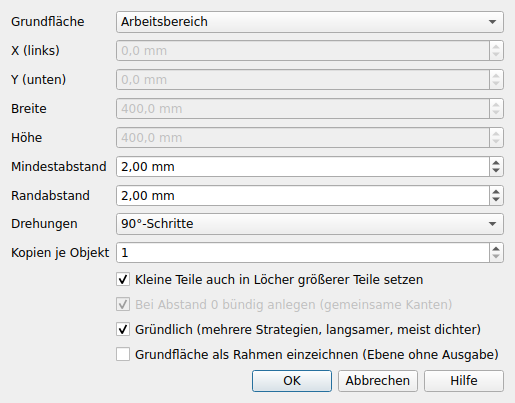 Grundfläche Arbeitsbereich
X (links) 0,0 mm
Y (unten) 0,0 mm
Breite 400,0 mm
Höhe 400,0 mm
Mindestabstand 2,00 mm
Randabstand 2,00 mm
Drehungen 90°-Schritte
Kopien je Objekt 1
Kleine Teile auch in Löcher größerer Teile setzen
Bei Abstand 0 bündig anlegen (gemeinsame Kanten)
Gründlich (mehrere Strategien, langsamer, meist dichter)
Grundfläche als Rahmen einzeichnen (Ebene ohne Ausgabe)
OK Abbrechen Hilfe